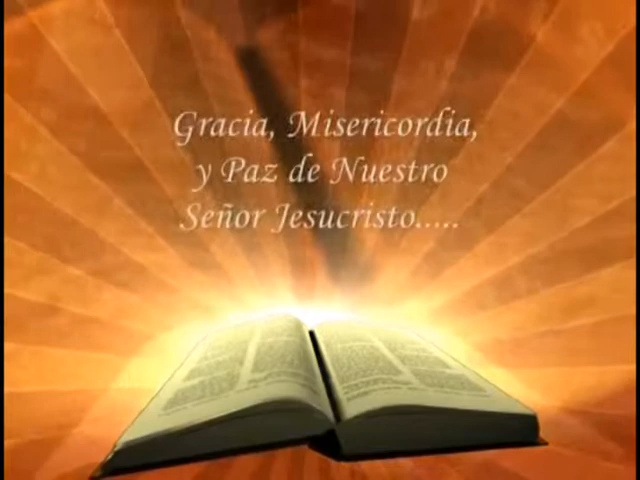 Gracia, Misericordia,
y Paz de Nuestro
Señor Jesucristo.....